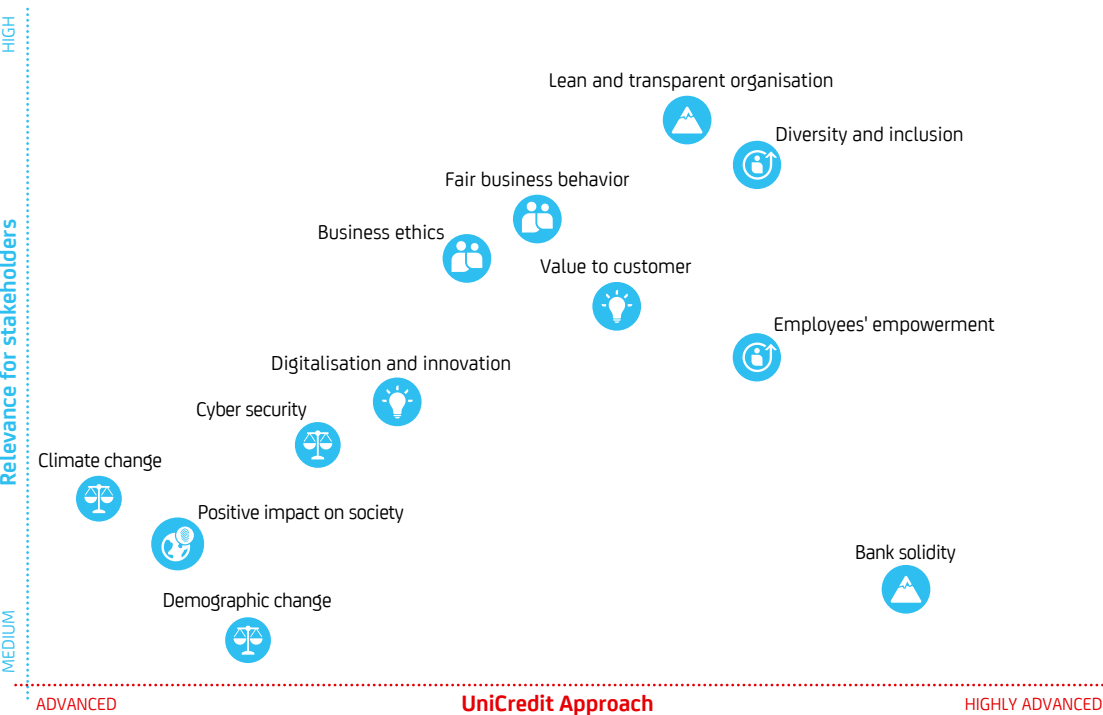 HIGH
Lean and transparent organisation
Diversity and inclusion
Fair business behavior
Business ethics
Value to customer
Relevance for stakeholders
Employees' empowerment
Digitalisation and innovation
Cyber security
Climate change
Positive impact on society
Bank solidity
Demographic change
MEDIUM
ADVANCED
UniCredit Approach
HIGHLY ADVANCED